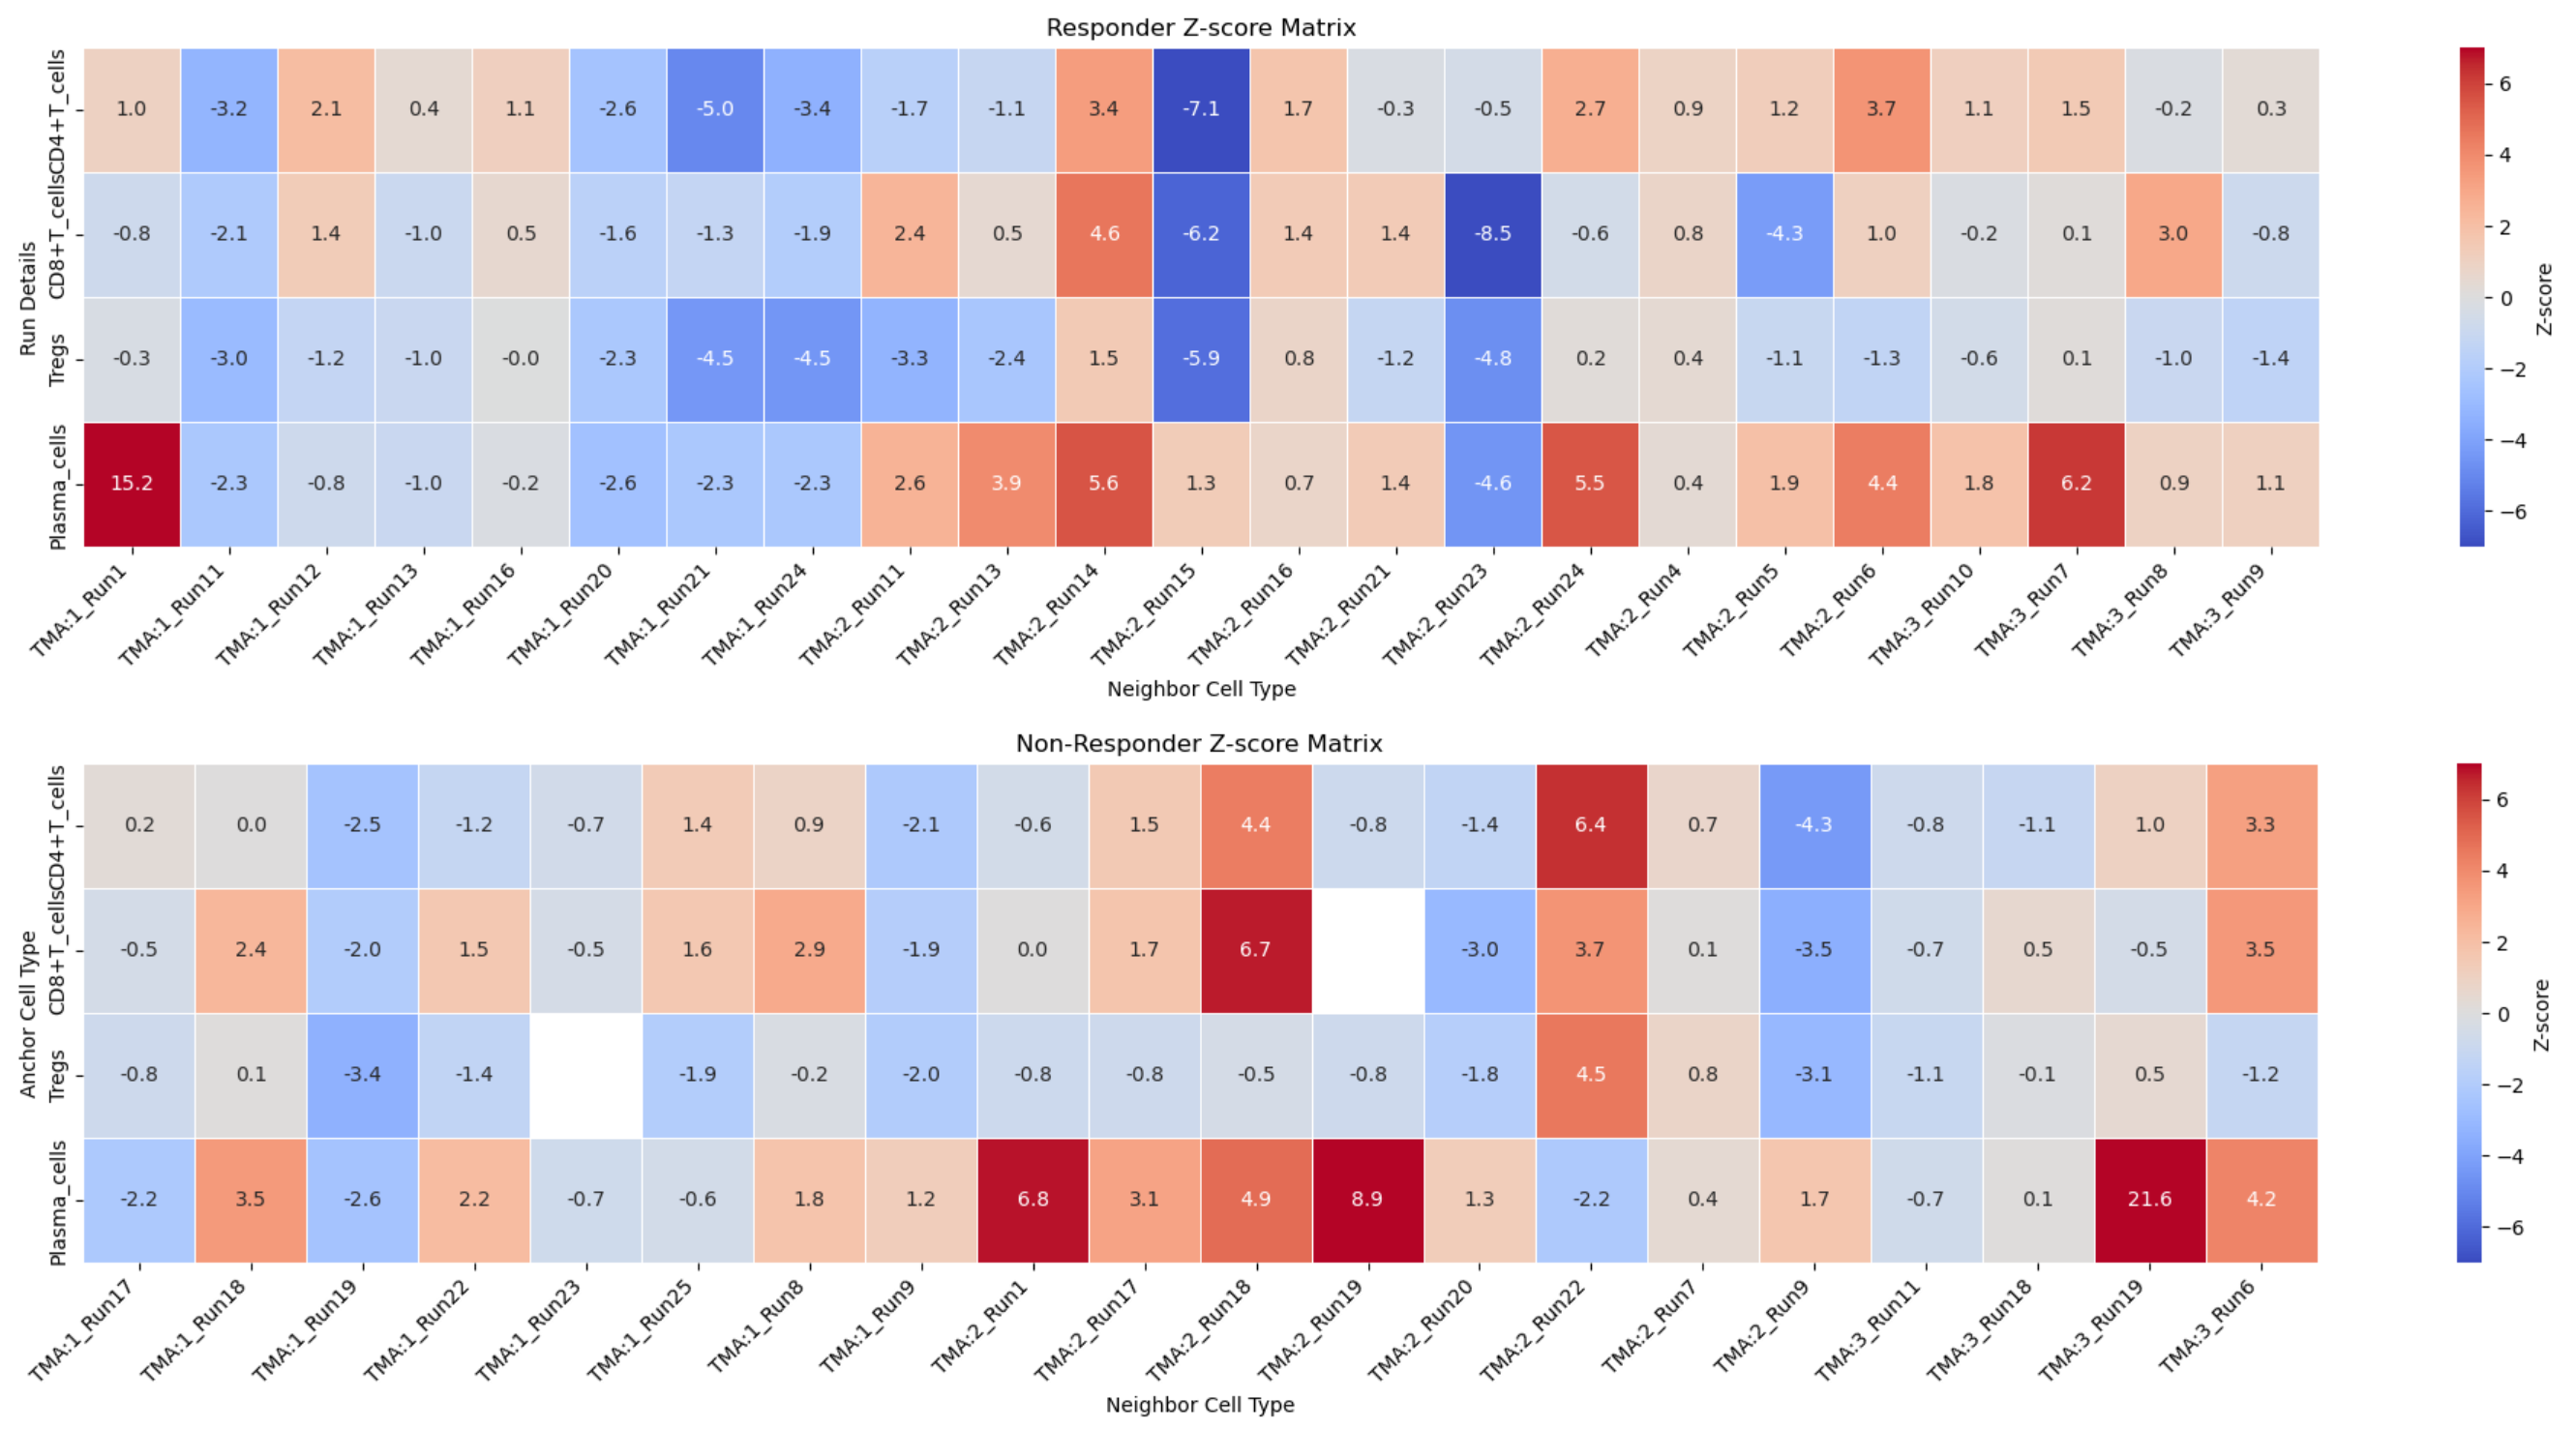 Responder Z-score Matrix
CD4+T_cells 1.0 -3.2 2.1 0.4 1.1 -2.6 -5.0 -3.4 -1.7 -1.1 3.4 -7.1 1.7 -0.3 -0.5 2.7 0.9 1.2 3.7 1.1 1.5 -0.2 0.3
CD8+T_cells -0.8 -2.1 1.4 -1.0 0.5 -1.6 -1.3 -1.9 2.4 0.5 4.6 -6.2 1.4 1.4 -8.5 -0.6 0.8 -4.3 1.0 -0.2 0.1 3.0 -0.8
Tregs -0.3 -3.0 -1.2 -1.0 -0.0 -2.3 -4.5 -4.5 -3.3 -2.4 1.5 -5.9 0.8 -1.2 -4.8 0.2 0.4 -1.1 -1.3 -0.6 0.1 -1.0 -1.4
Plasma_cells 15.2 -2.3 -0.8 -1.0 -0.2 -2.6 -2.3 -2.3 2.6 3.9 5.6 1.3 0.7 1.4 -4.6 5.5 0.4 1.9 4.4 1.8 6.2 0.9 1.1
Run Details
TMA:1_Run1 TMA:1_Run11 TMA:1_Run12 TMA:1_Run13 TMA:1_Run16 TMA:1_Run20 TMA:1_Run21 TMA:1_Run24 TMA:2_Run11 TMA:2_Run13 TMA:2_Run14 TMA:2_Run15 TMA:2_Run16 TMA:2_Run21 TMA:2_Run23 TMA:2_Run24 TMA:2_Run4 TMA:2_Run5 TMA:2_Run6 TMA:3_Run10 TMA:3_Run7 TMA:3_Run8 TMA:3_Run9
Neighbor Cell Type
6
4
2
0
−2
−4
−6
Z-score
Non-Responder Z-score Matrix
CD4+T_cells 0.2 0.0 -2.5 -1.2 -0.7 1.4 0.9 -2.1 -0.6 1.5 4.4 -0.8 -1.4 6.4 0.7 -4.3 -0.8 -1.1 1.0 3.3
CD8+T_cells -0.5 2.4 -2.0 1.5 -0.5 1.6 2.9 -1.9 0.0 1.7 6.7 -3.0 3.7 0.1 -3.5 -0.7 0.5 -0.5 3.5
Tregs -0.8 0.1 -3.4 -1.4 -1.9 -0.2 -2.0 -0.8 -0.8 -0.5 -0.8 -1.8 4.5 0.8 -3.1 -1.1 -0.1 0.5 -1.2
Plasma_cells -2.2 3.5 -2.6 2.2 -0.7 -0.6 1.8 1.2 6.8 3.1 4.9 8.9 1.3 -2.2 0.4 1.7 -0.7 0.1 21.6 4.2
Anchor Cell Type
TMA:1_Run17 TMA:1_Run18 TMA:1_Run19 TMA:1_Run22 TMA:1_Run23 TMA:1_Run25 TMA:1_Run8 TMA:1_Run9 TMA:2_Run1 TMA:2_Run17 TMA:2_Run18 TMA:2_Run19 TMA:2_Run20 TMA:2_Run22 TMA:2_Run7 TMA:2_Run9 TMA:3_Run11 TMA:3_Run18 TMA:3_Run19 TMA:3_Run6
Neighbor Cell Type
6
4
2
0
−2
−4
−6
Z-score